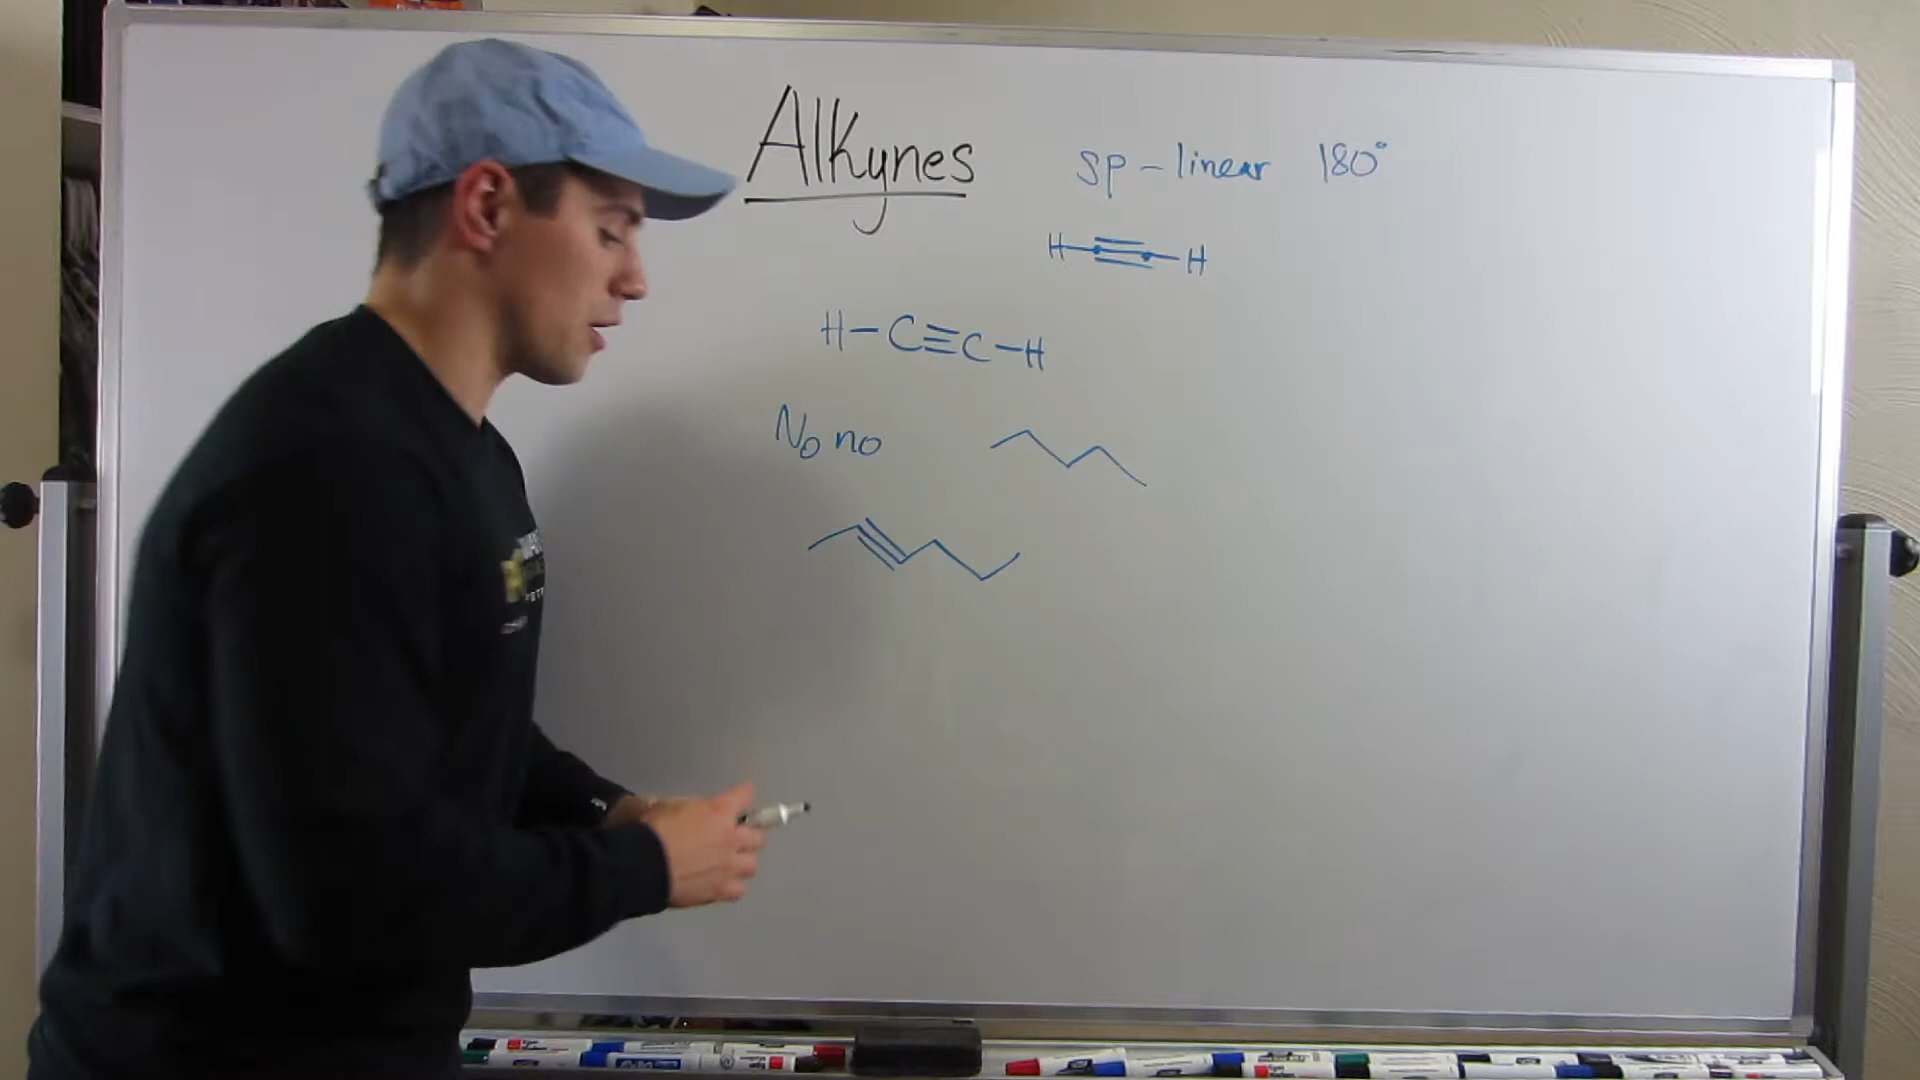 Alkynes
sp-linear 180°
H-≡-H
H-C≡C-H
No no